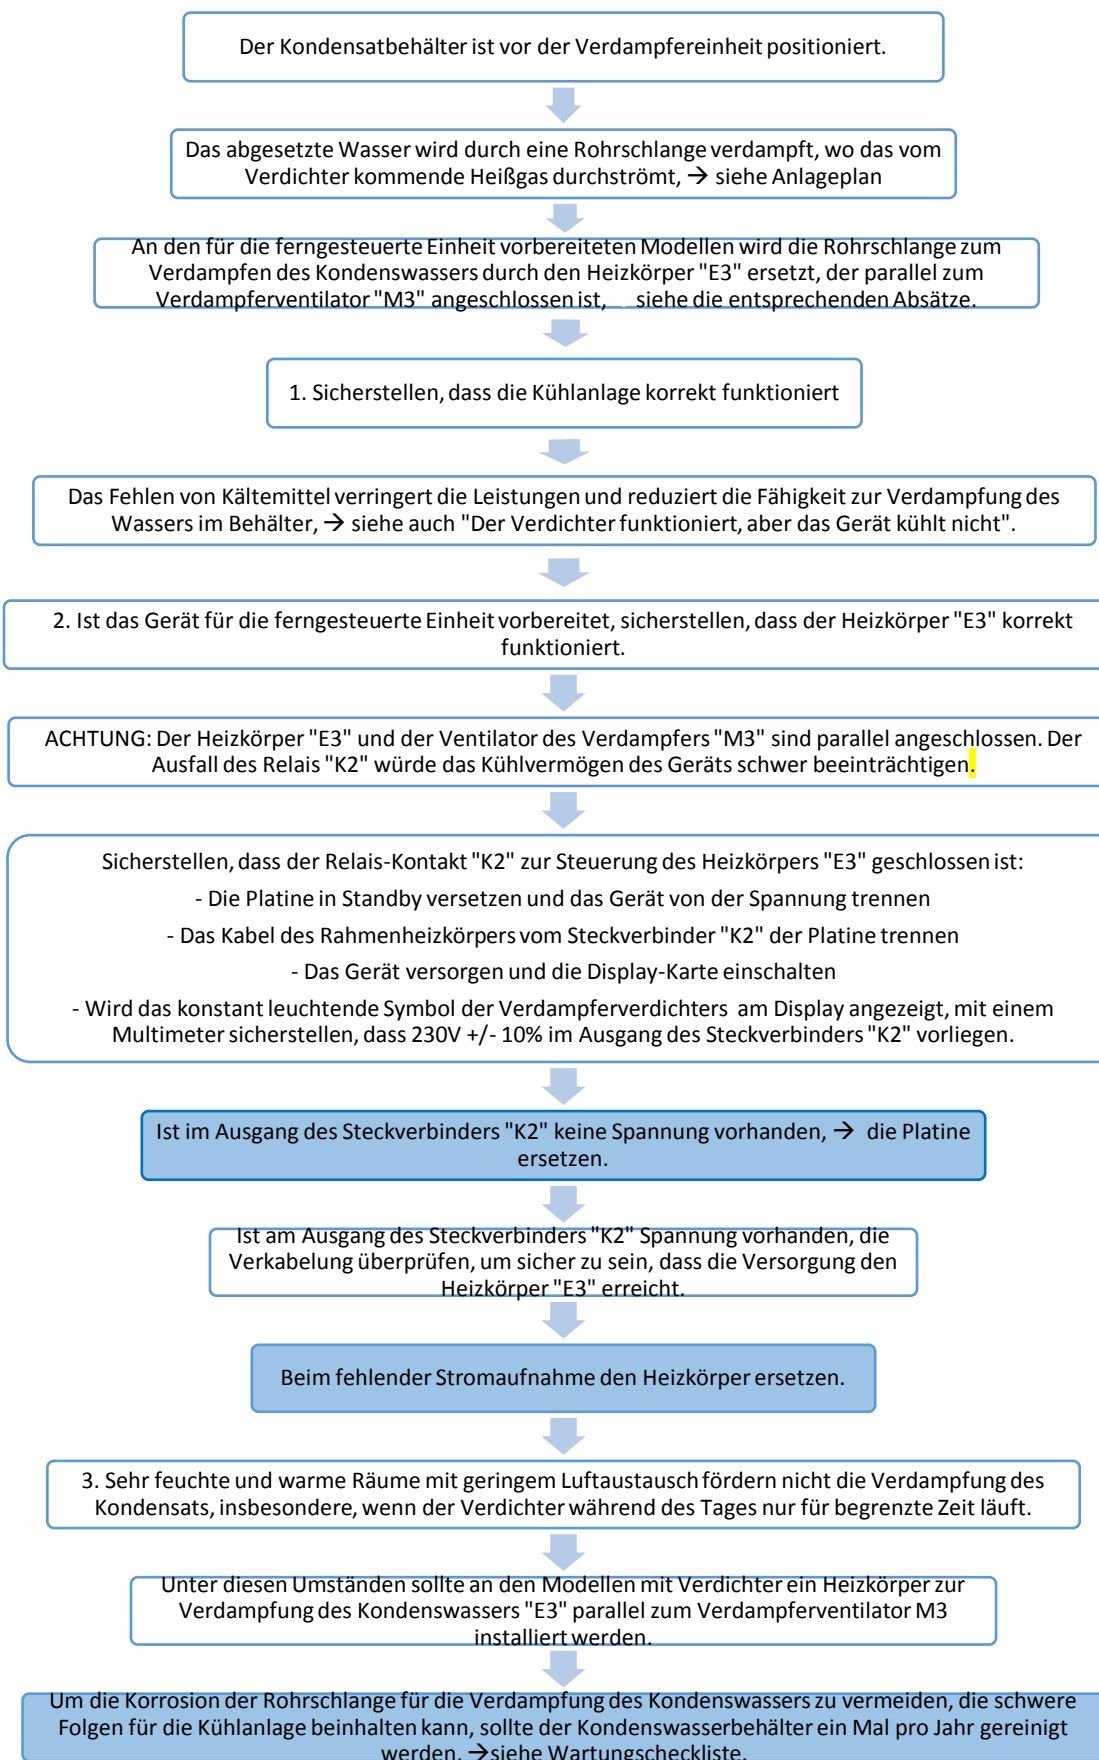 Der Kondensatbehälter ist vor der Verdampfereinheit positioniert.
Das abgesetzte Wasser wird durch eine Rohrschlange verdampft, wo das vom
Verdichter kommende Heißgas durchströmt, → siehe Anlageplan
An den für die ferngesteuerte Einheit vorbereiteten Modellen wird die Rohrschlange zum
Verdampfen des Kondenswassers durch den Heizkörper "E3" ersetzt, der parallel zum
Verdampferventilator "M3" angeschlossen ist, siehe die entsprechenden Absätze.
1. Sicherstellen, dass die Kühlanlage korrekt funktioniert
Das Fehlen von Kältemittel verringert die Leistungen und reduziert die Fähigkeit zur Verdampfung des
Wassers im Behälter, → siehe auch "Der Verdichter funktioniert, aber das Gerät kühlt nicht".
2. Ist das Gerät für die ferngesteuerte Einheit vorbereitet, sicherstellen, dass der Heizkörper "E3" korrekt
funktioniert.
ACHTUNG: Der Heizkörper "E3" und der Ventilator des Verdampfers "M3" sind parallel angeschlossen. Der
Ausfall des Relais "K2" würde das Kühlvermögen des Geräts schwer beeinträchtigen.
Sicherstellen, dass der Relais-Kontakt "K2" zur Steuerung des Heizkörpers "E3" geschlossen ist:
- Die Platine in Standby versetzen und das Gerät von der Spannung trennen
- Das Kabel des Rahmenheizkörpers vom Steckverbinder "K2" der Platine trennen
- Das Gerät versorgen und die Display-Karte einschalten
- Wird das konstant leuchtende Symbol der Verdampferverdichters am Display angezeigt, mit einem
Multimeter sicherstellen, dass 230V +/- 10% im Ausgang des Steckverbinders "K2" vorliegen.
Ist im Ausgang des Steckverbinders "K2" keine Spannung vorhanden, → die Platine
ersetzen.
Ist am Ausgang des Steckverbinders "K2" Spannung vorhanden, die
Verkabelung überprüfen, um sicher zu sein, dass die Versorgung den
Heizkörper "E3" erreicht.
Beim fehlender Stromaufnahme den Heizkörper ersetzen.
3. Sehr feuchte und warme Räume mit geringem Luftaustausch fördern nicht die Verdampfung des
Kondensats, insbesondere, wenn der Verdichter während des Tages nur für begrenzte Zeit läuft.
Unter diesen Umständen sollte an den Modellen mit Verdichter ein Heizkörper zur
Verdampfung des Kondenswassers "E3" parallel zum Verdampferventilator M3
installiert werden.
Um die Korrosion der Rohrschlange für die Verdampfung des Kondenswassers zu vermeiden, die schwere
Folgen für die Kühlanlage beinhalten kann, sollte der Kondenswasserbehälter ein Mal pro Jahr gereinigt
werden. →siehe Wartungscheckliste.